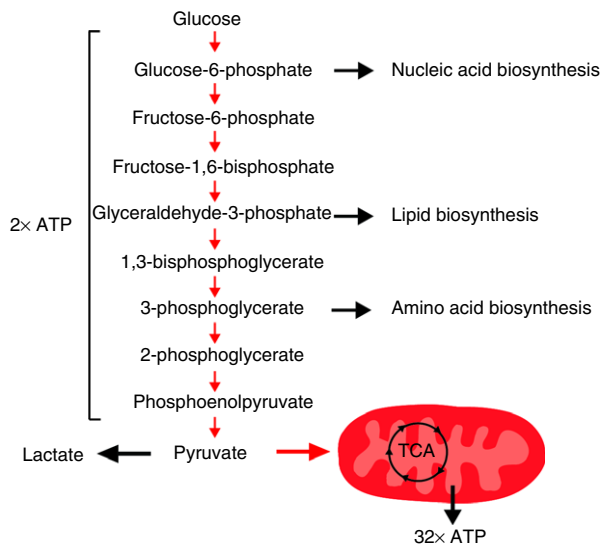 Glucose
Glucose-6-phosphate
Nucleic acid biosynthesis
Fructose-6-phosphate
Fructose-1,6-bisphosphate
Glyceraldehyde-3-phosphate
Lipid biosynthesis
2× ATP
1,3-bisphosphoglycerate
3-phosphoglycerate
Amino acid biosynthesis
2-phosphoglycerate
Phosphoenolpyruvate
Lactate
Pyruvate
TCA
32× ATP